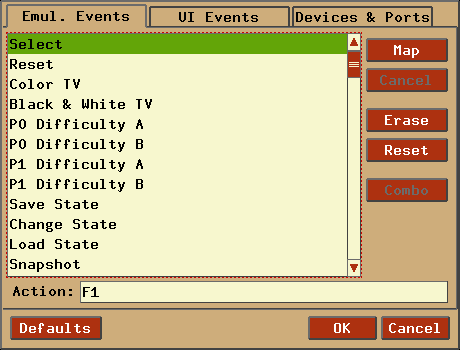 Emul. Events UI Events Devices & Ports
Select
Reset
Color TV
Black & White TV
P0 Difficulty A
P0 Difficulty B
P1 Difficulty A
P1 Difficulty B
Save State
Change State
Load State
Snapshot
Map
Cancel
Erase
Reset
Combo
Action: F1
Defaults OK Cancel